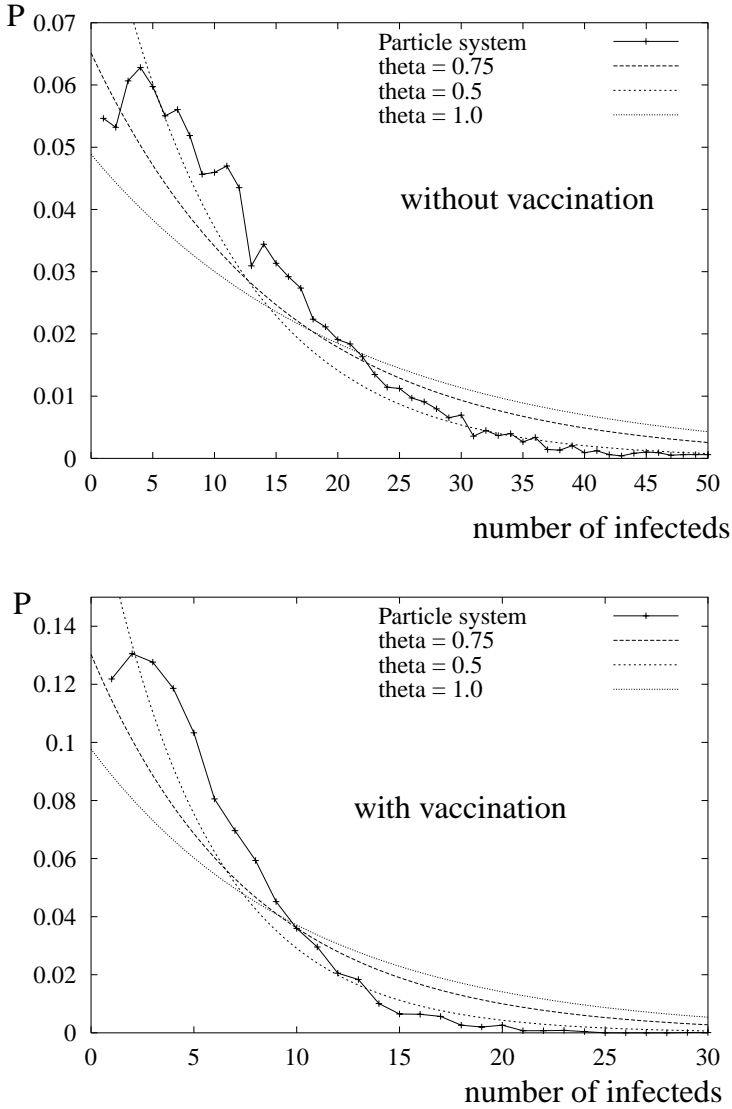 P
0.07
0.06
0.05
0.04
0.03
0.02
0.01
0
Particle system
theta = 0.75
theta = 0.5
theta = 1.0
without vaccination
0 5 10 15 20 25 30 35 40 45 50
number of infecteds
P
0.14
0.12
0.1
0.08
0.06
0.04
0.02
0
Particle system
theta = 0.75
theta = 0.5
theta = 1.0
with vaccination
0 5 10 15 20 25 30
number of infecteds